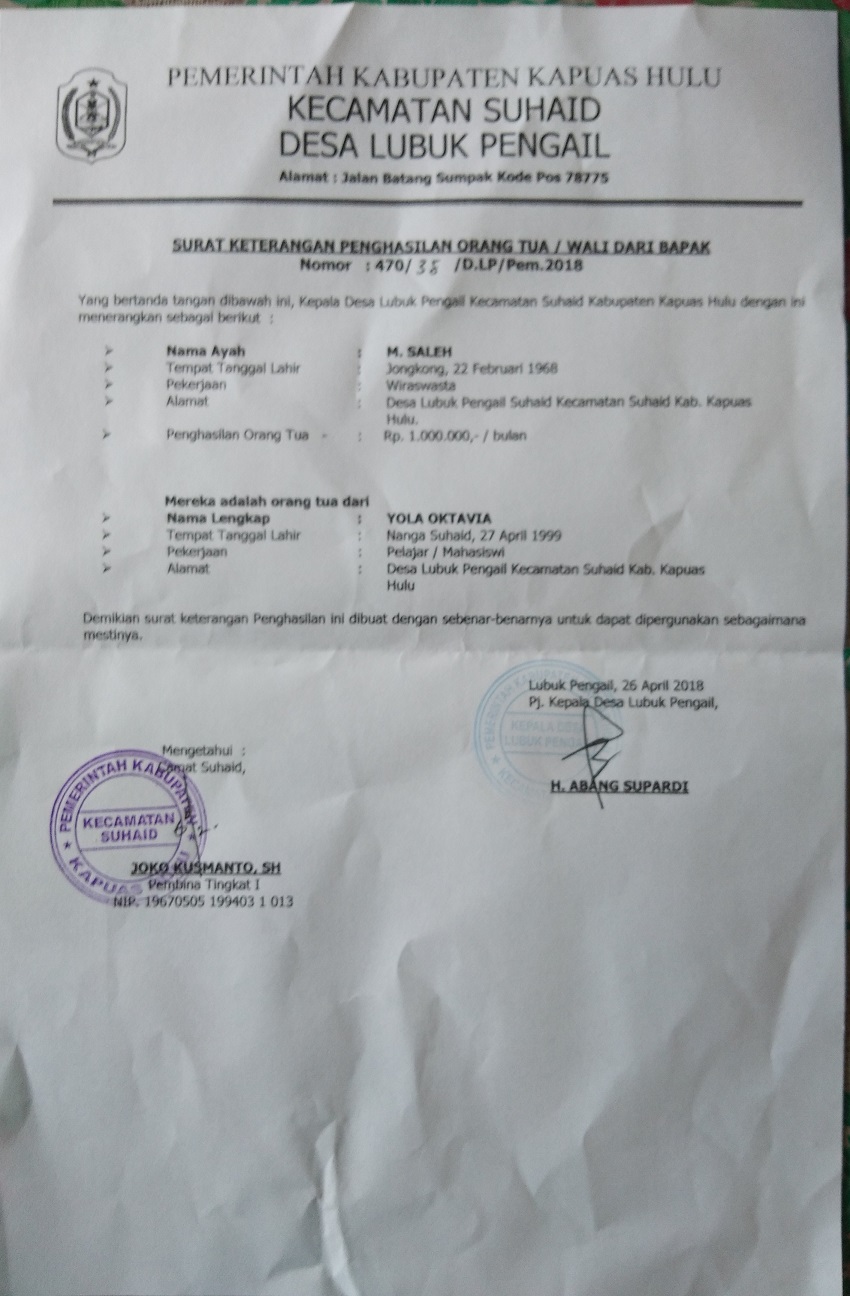 PEMERINTAH KABUPATEN KAPUAS HULU
KECAMATAN SUHAID
DESA LUBUK PENGAIL
Alamat : Jalan Batang Sumpak Kode Pos 78775
SURAT KETERANGAN PENGHASILAN ORANG TUA / WALI DARI BAPAK
Nomor : 470/ 38 /D.LP/Pem.2018
Yang bertanda tangan dibawah ini, Kepala Desa Lubuk Pengail Kecamatan Suhaid Kabupaten Kapuas Hulu dengan ini
menerangkan sebagai berikut :
➢ Nama Ayah : M. SALEH
➢ Tempat Tanggal Lahir : Jongkong, 22 Februari 1968
➢ Pekerjaan : Wiraswasta
➢ Alamat : Desa Lubuk Pengail Suhaid Kecamatan Suhaid Kab. Kapuas
Hulu.
➢ Penghasilan Orang Tua - : Rp. 1.000.000,- / bulan
Mereka adalah orang tua dari
➢ Nama Lengkap : YOLA OKTAVIA
➢ Tempat Tanggal Lahir : Nanga Suhaid, 27 April 1999
➢ Pekerjaan : Pelajar / Mahasiswi
➢ Alamat : Desa Lubuk Pengail Kecamatan Suhaid Kab. Kapuas
Hulu
Demikian surat keterangan Penghasilan ini dibuat dengan sebenar-benarnya untuk dapat dipergunakan sebagaimana
mestinya.
Lubuk Pengail, 26 April 2018
Pj. Kepala Desa Lubuk Pengail,
KEPALA DESA
LUBUK PENGAIL
H. ABANG SUPARDI
Mengetahui :
Camat Suhaid,
PEMERINTAH KABUPATEN
KECAMATAN
SUHAID
KAPUAS HULU
JOKO KUSMANTO, SH
Pembina Tingkat I
NIP. 19670505 199403 1 013